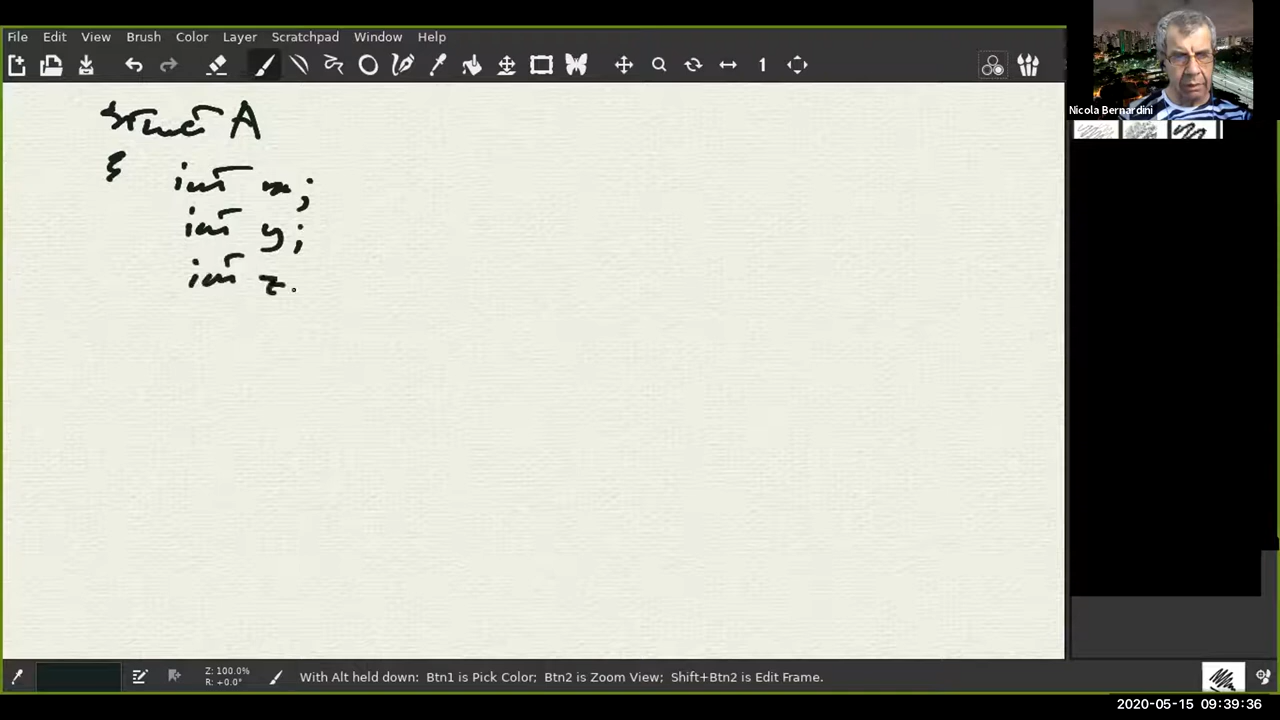 File Edit View Brush Color Layer Scratchpad Window Help
1
Nicola Bernardini
struct A
{ int x;
int y;
int z.
Z: 100.0%
R: +0.0°
With Alt held down: Btn1 is Pick Color; Btn2 is Zoom View; Shift+Btn2 is Edit Frame.
2020-05-15 09:39:36